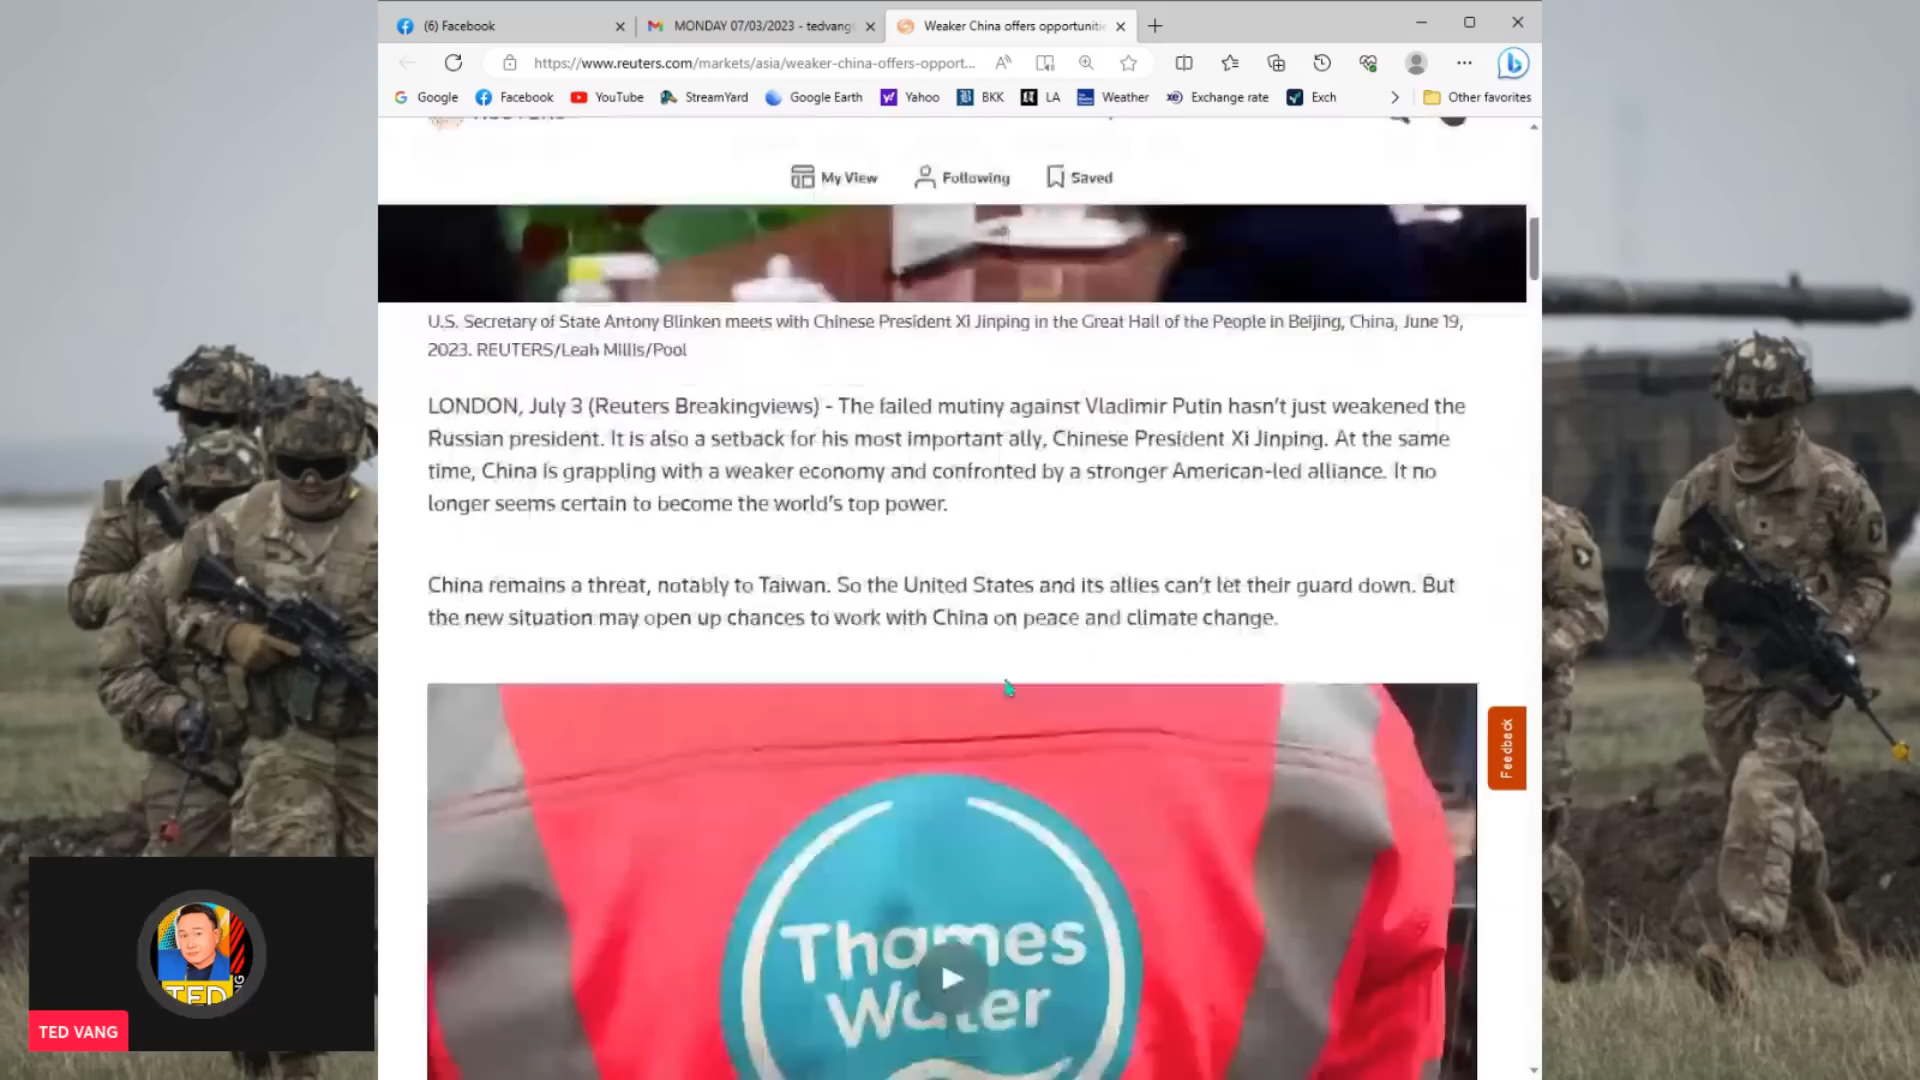 (6) Facebook
MONDAY 07/03/2023 - tedvang
Weaker China offers opportuniti
https://www.reuters.com/markets/asia/weaker-china-offers-opport...
Google
Facebook
YouTube
StreamYard
Google Earth
Yahoo
BKK
LA
Weather
Exchange rate
Exch
Other favorites
My View
Following
Saved
U.S. Secretary of State Antony Blinken meets with Chinese President Xi Jinping in the Great Hall of the People in Beijing, China, June 19,
2023. REUTERS/Leah Millis/Pool
LONDON, July 3 (Reuters Breakingviews) - The failed mutiny against Vladimir Putin hasn't just weakened the
Russian president. It is also a setback for his most important ally, Chinese President Xi Jinping. At the same
time, China is grappling with a weaker economy and confronted by a stronger American-led alliance. It no
longer seems certain to become the world's top power.
China remains a threat, notably to Taiwan. So the United States and its allies can't let their guard down. But
the new situation may open up chances to work with China on peace and climate change.
Feedback
Thames
Water
TED
TED VANG